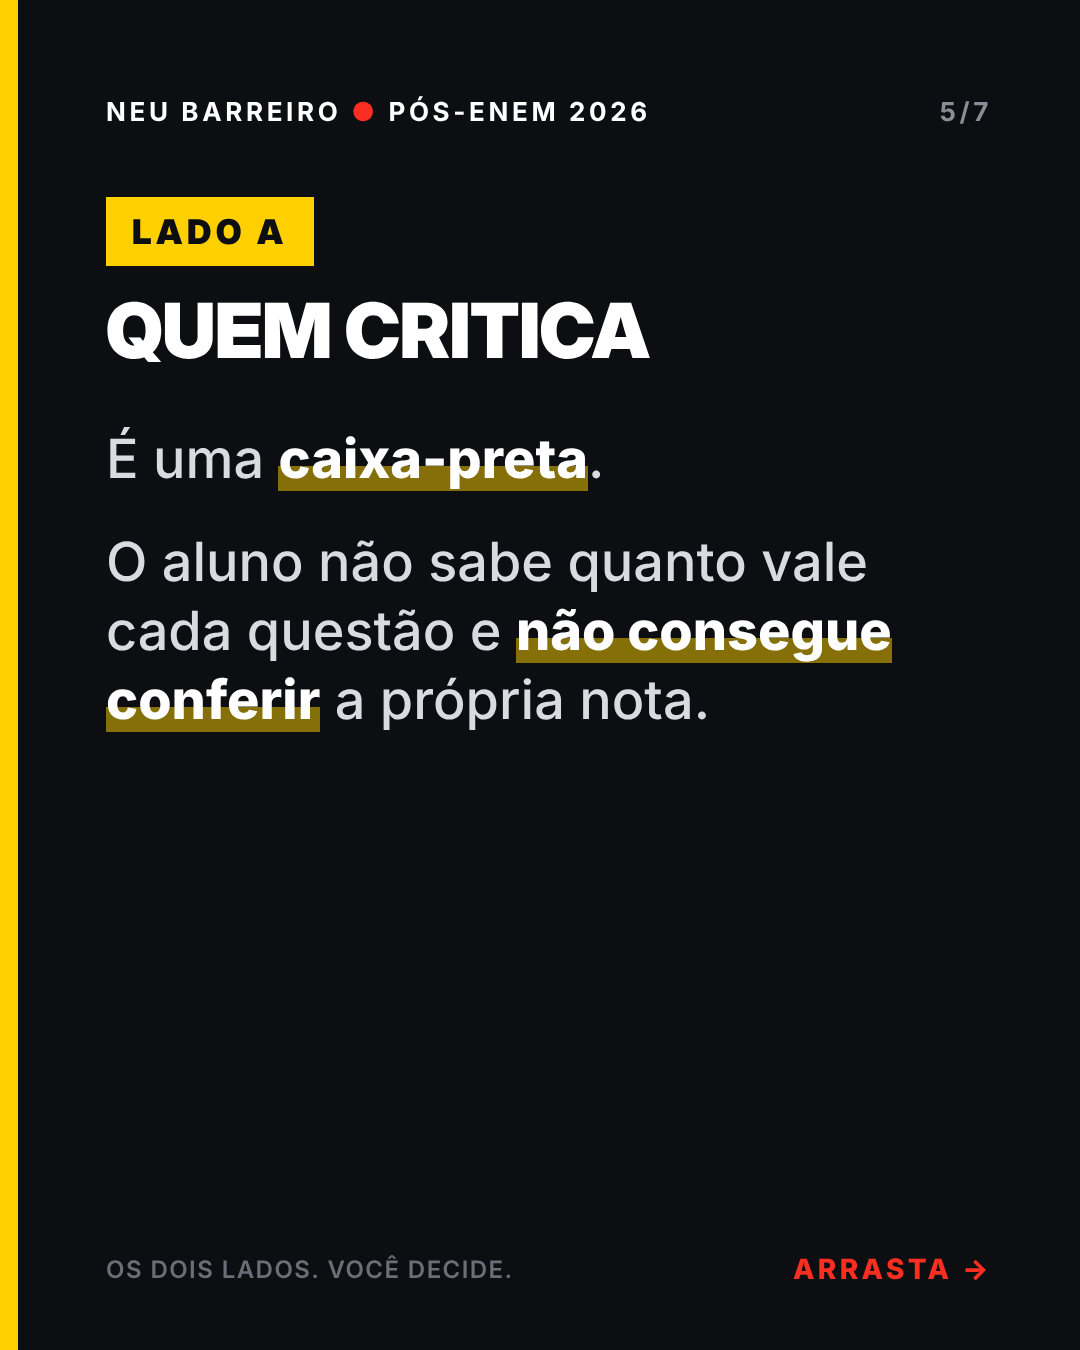 NEU BARREIRO ● PÓS-ENEM 2026
5/7
LADO A
QUEM CRITICA
É uma caixa-preta.
O aluno não sabe quanto vale
cada questão e não consegue
conferir a própria nota.
OS DOIS LADOS. VOCÊ DECIDE.
ARRASTA →